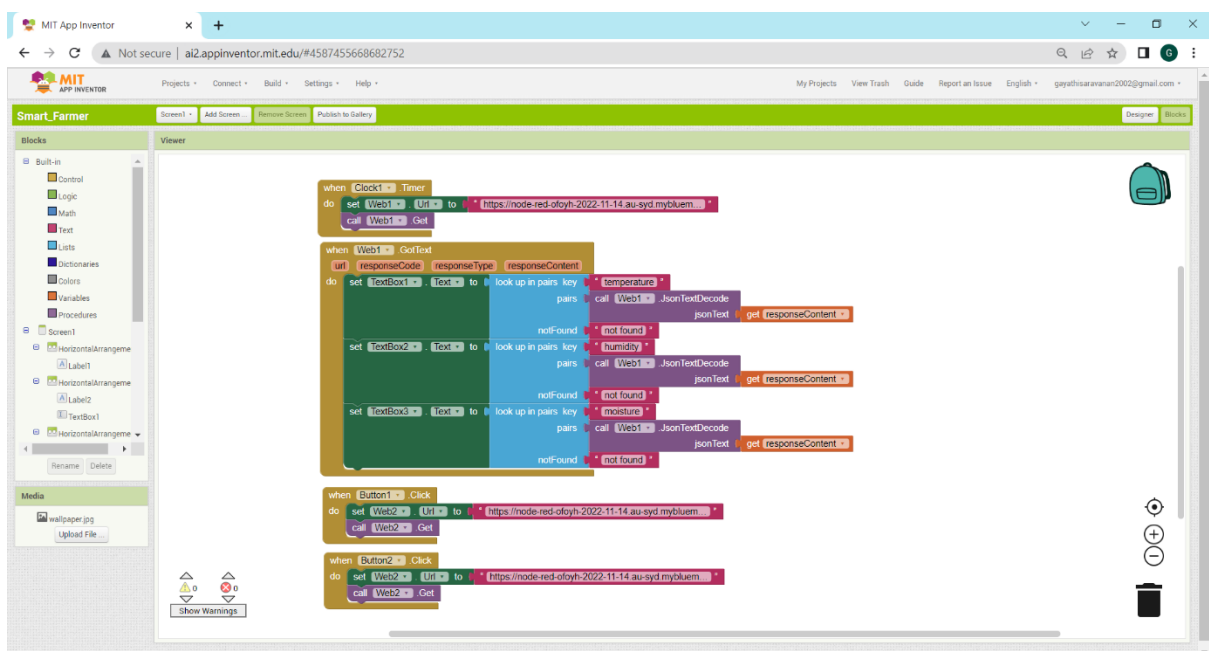 MIT App Inventor
Not secure | ai2.appinventor.mit.edu/#4587455668682752
G
MIT
APP INVENTOR
Projects Connect Build Settings Help My Projects View Trash Guide Report an Issue English gayathisaravanan2002@gmail.com
Smart_Farmer Screen1 Add Screen ... Remove Screen Publish to Gallery Designer Blocks
Blocks
Built-in
Control
Logic
Math
Text
Lists
Dictionaries
Colors
Variables
Procedures
Screen1
HorizontalArrangeme
Label1
HorizontalArrangeme
Label2
TextBox1
HorizontalArrangeme
Rename Delete
Media
wallpaper.jpg
Upload File ...
Viewer
when Clock1 .Timer
do set Web1 . Url to " https://node-red-ofoyh-2022-11-14.au-syd.mybluem... "
call Web1 .Get
when Web1 .GotText
url responseCode responseType responseContent
do set TextBox1 . Text to look up in pairs key " temperature "
pairs call Web1 .JsonTextDecode
jsonText get responseContent
notFound " not found "
set TextBox2 . Text to look up in pairs key " humidity "
pairs call Web1 .JsonTextDecode
jsonText get responseContent
notFound " not found "
set TextBox3 . Text to look up in pairs key " moisture "
pairs call Web1 .JsonTextDecode
jsonText get responseContent
notFound " not found "
when Button1 .Click
do set Web2 . Url to " https://node-red-ofoyh-2022-11-14.au-syd.mybluem... "
call Web2 .Get
when Button2 .Click
do set Web2 . Url to " https://node-red-ofoyh-2022-11-14.au-syd.mybluem... "
call Web2 .Get
0 0
Show Warnings